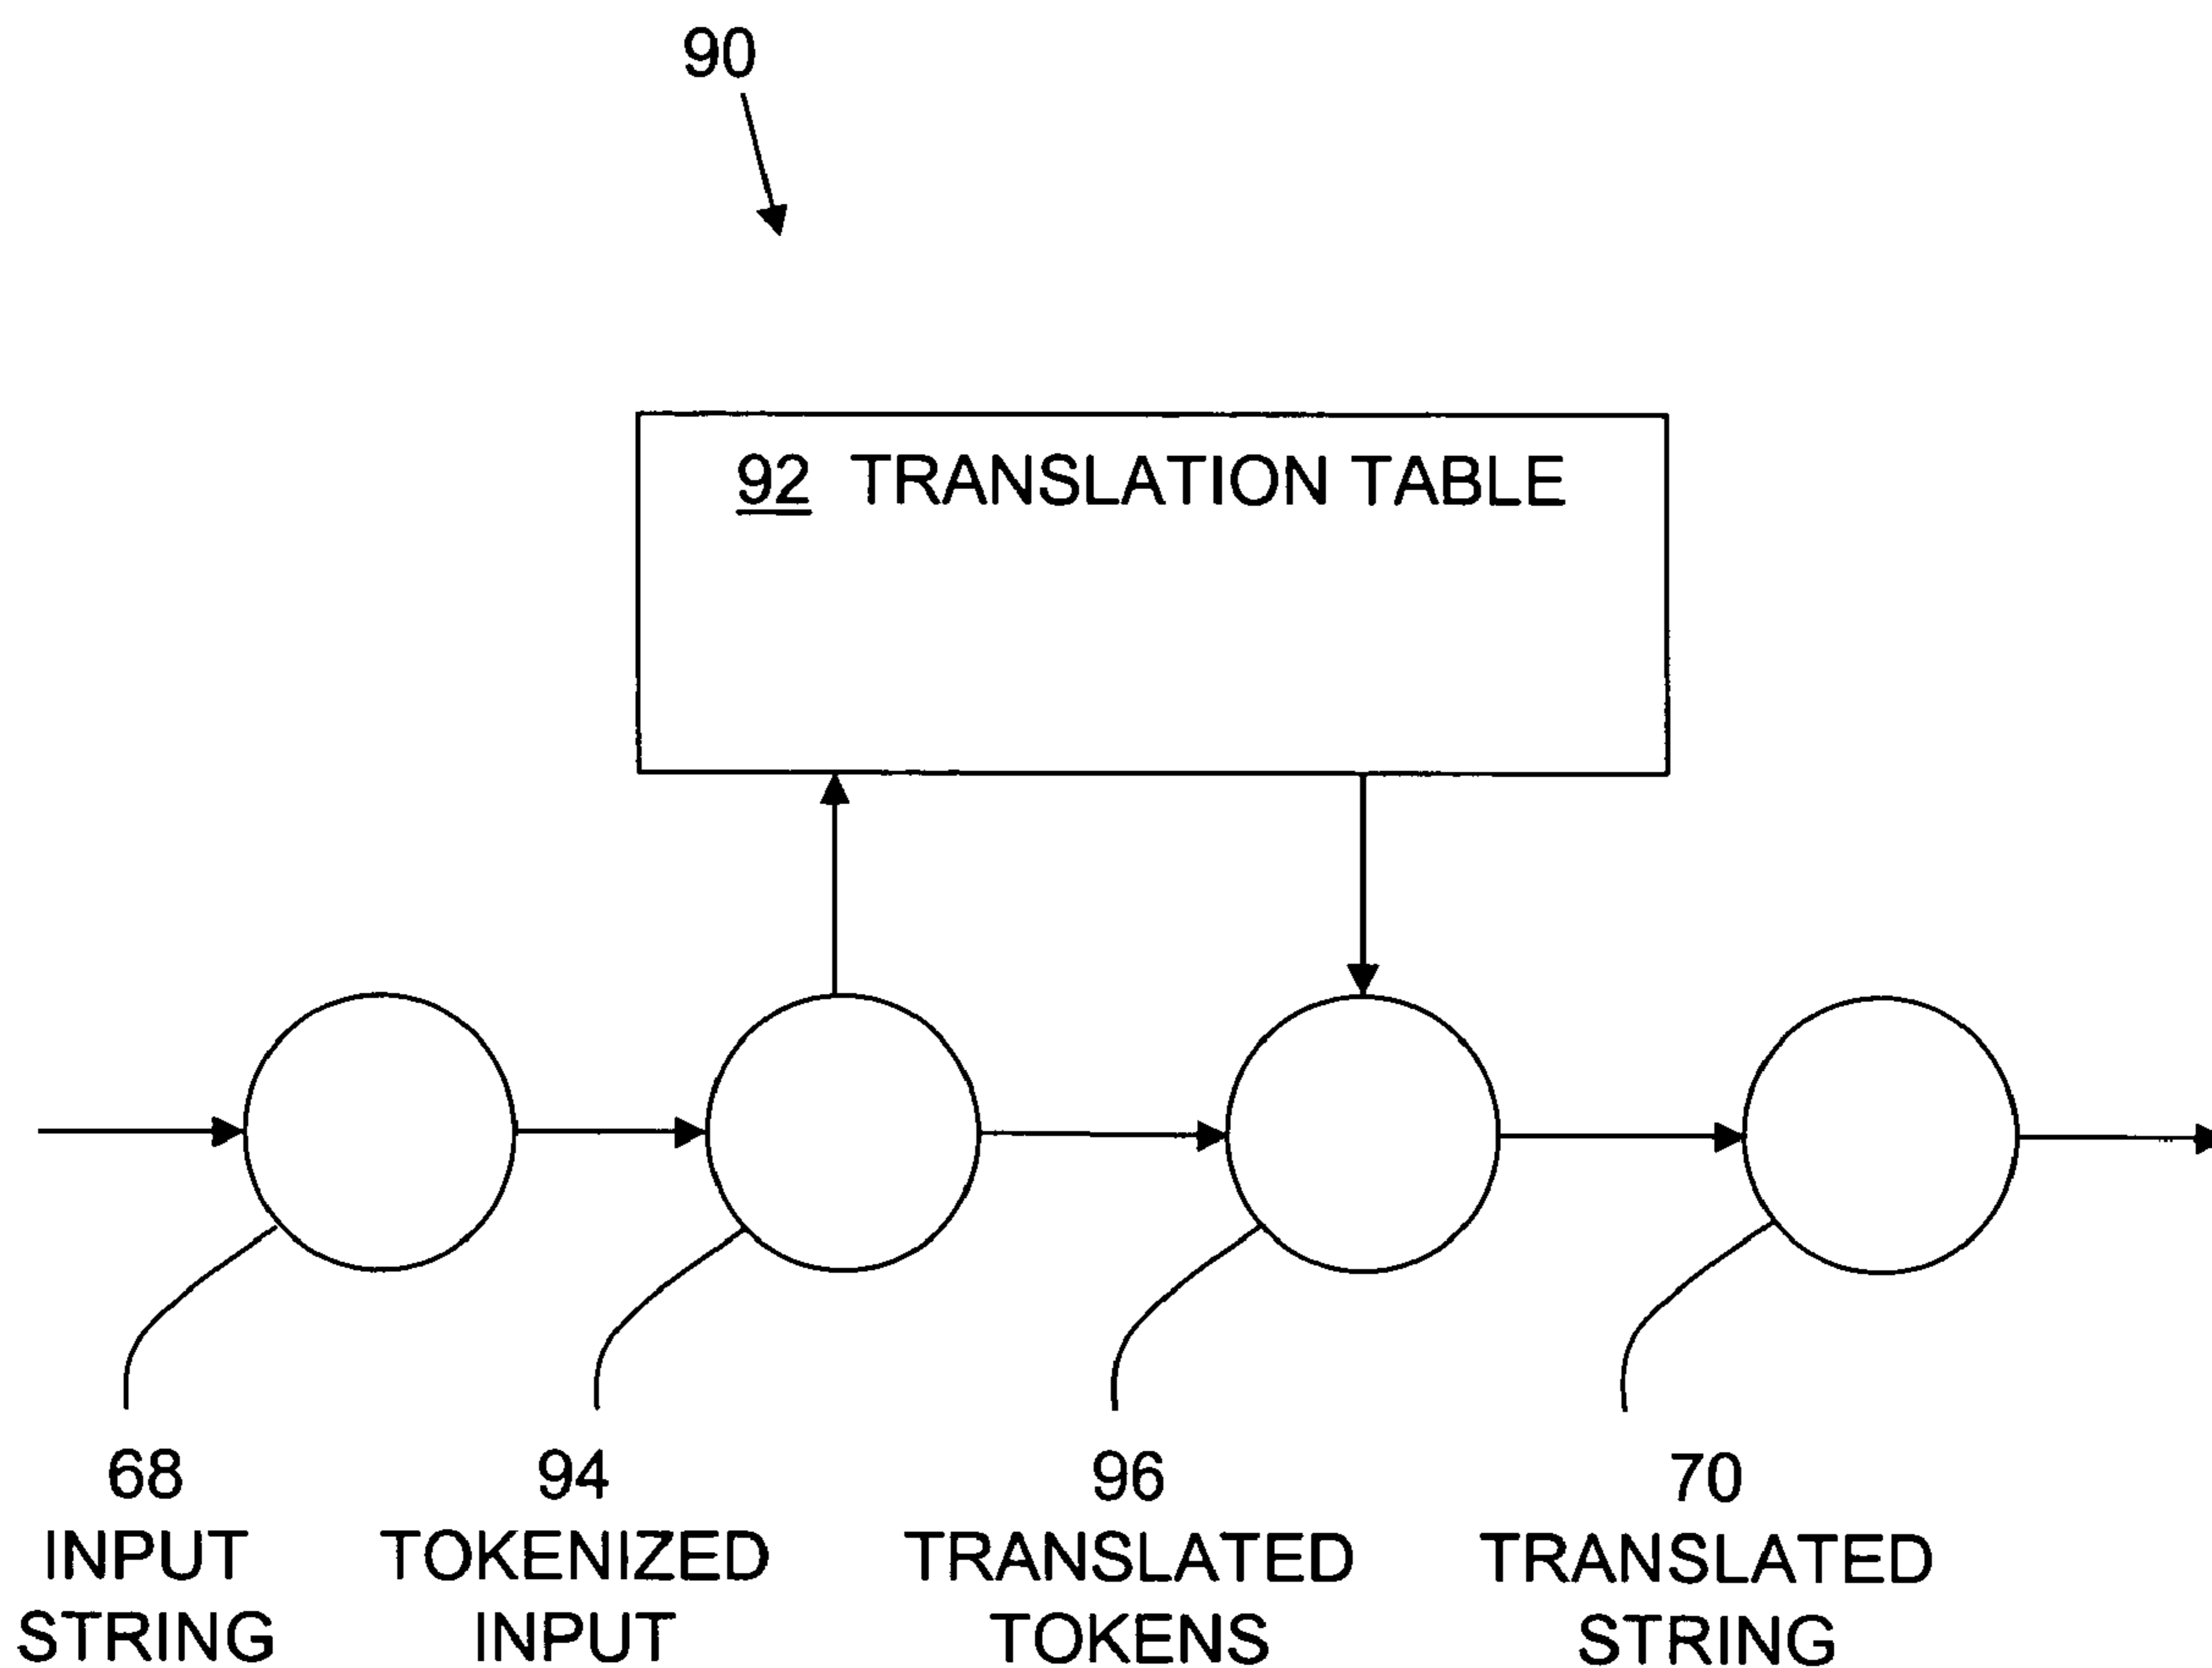 90
92 TRANSLATION TABLE
68
INPUT
STRING
94
TOKENIZED
INPUT
96
TRANSLATED
TOKENS
70
TRANSLATED
STRING